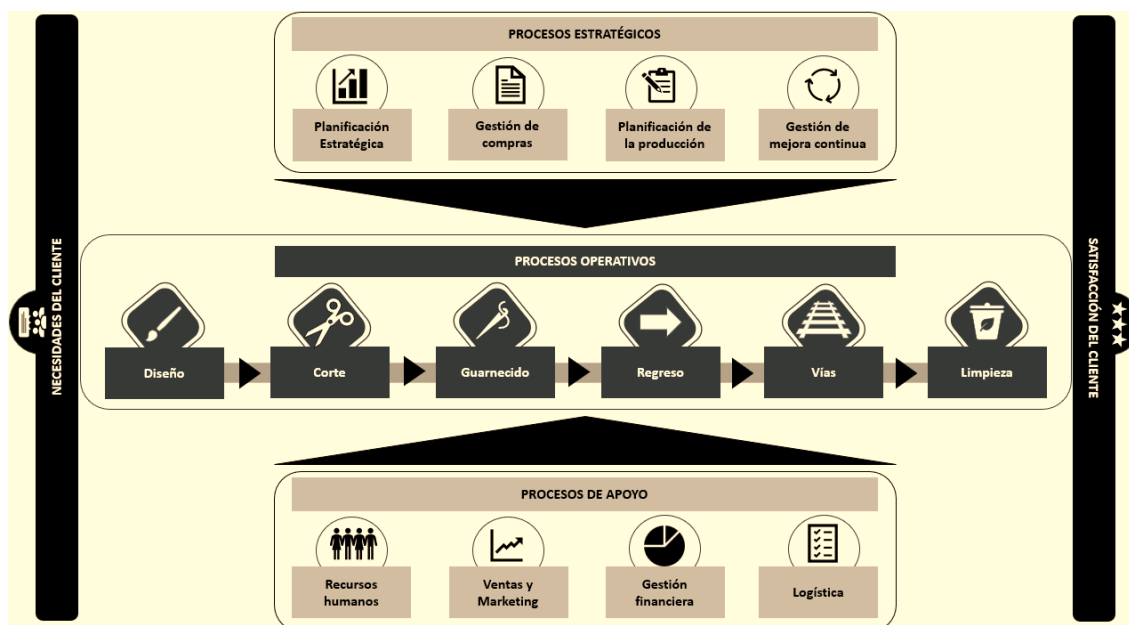 PROCESOS ESTRATÉGICOS
Planificación
Estratégica
Gestión de
compras
Planificación de
la producción
Gestión de
mejora continua
NECESIDADES DEL CLIENTE
PROCESOS OPERATIVOS
Diseño
Corte
Guarnecido
Regreso
Vías
Limpieza
SATISFACCIÓN DEL CLIENTE
PROCESOS DE APOYO
Recursos
humanos
Ventas y
Marketing
Gestión
financiera
Logística